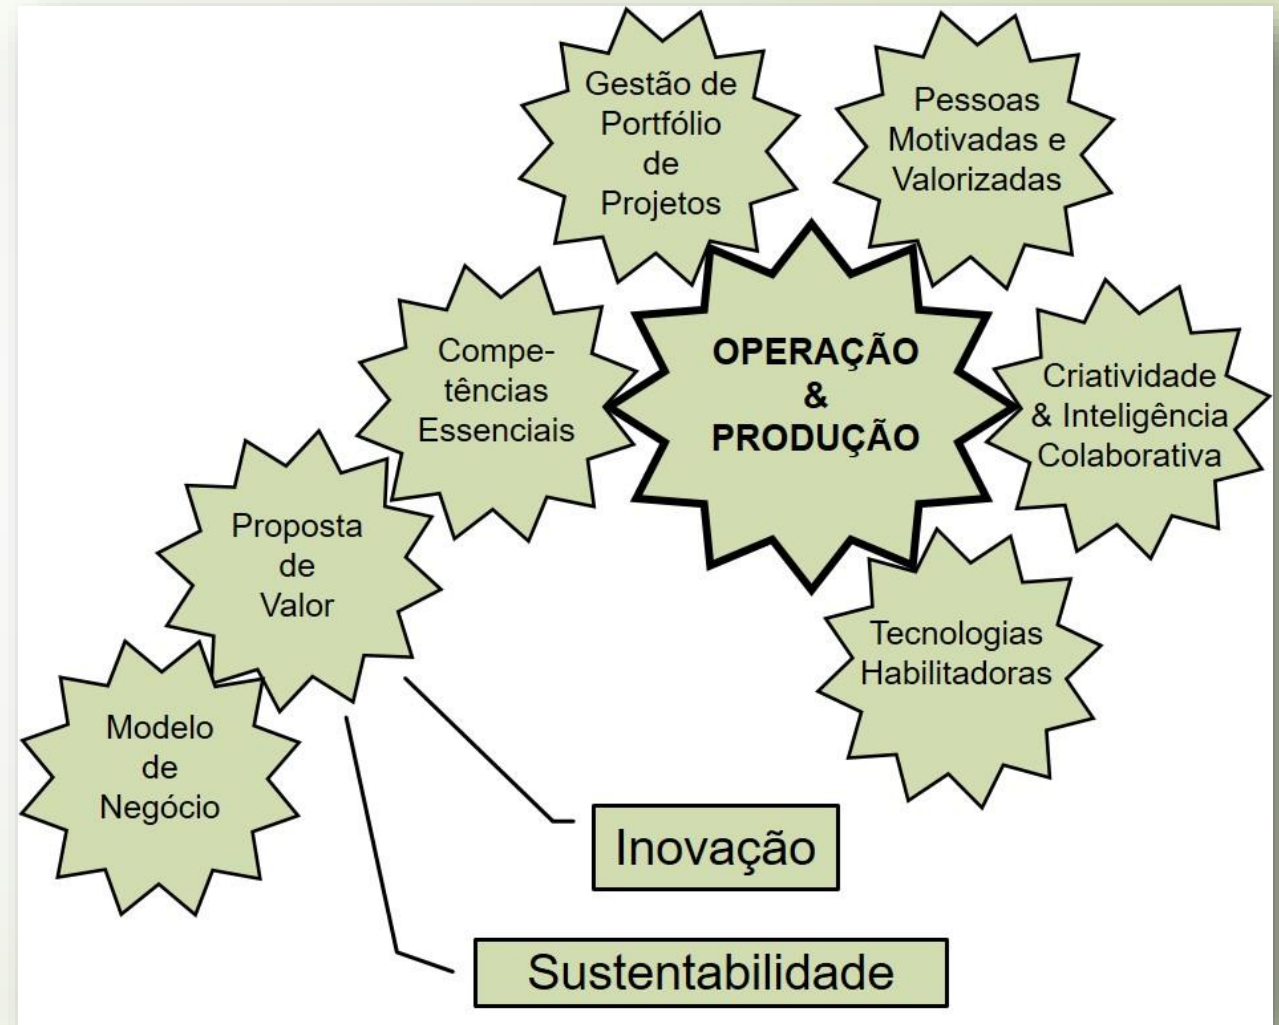 Gestão de
Portfólio
de
Projetos
Pessoas
Motivadas e
Valorizadas
Compe-
tências
Essenciais
OPERAÇÃO
&
PRODUÇÃO
Criatividade
& Inteligência
Colaborativa
Proposta
de
Valor
Tecnologias
Habilitadoras
Modelo
de
Negócio
Inovação
Sustentabilidade